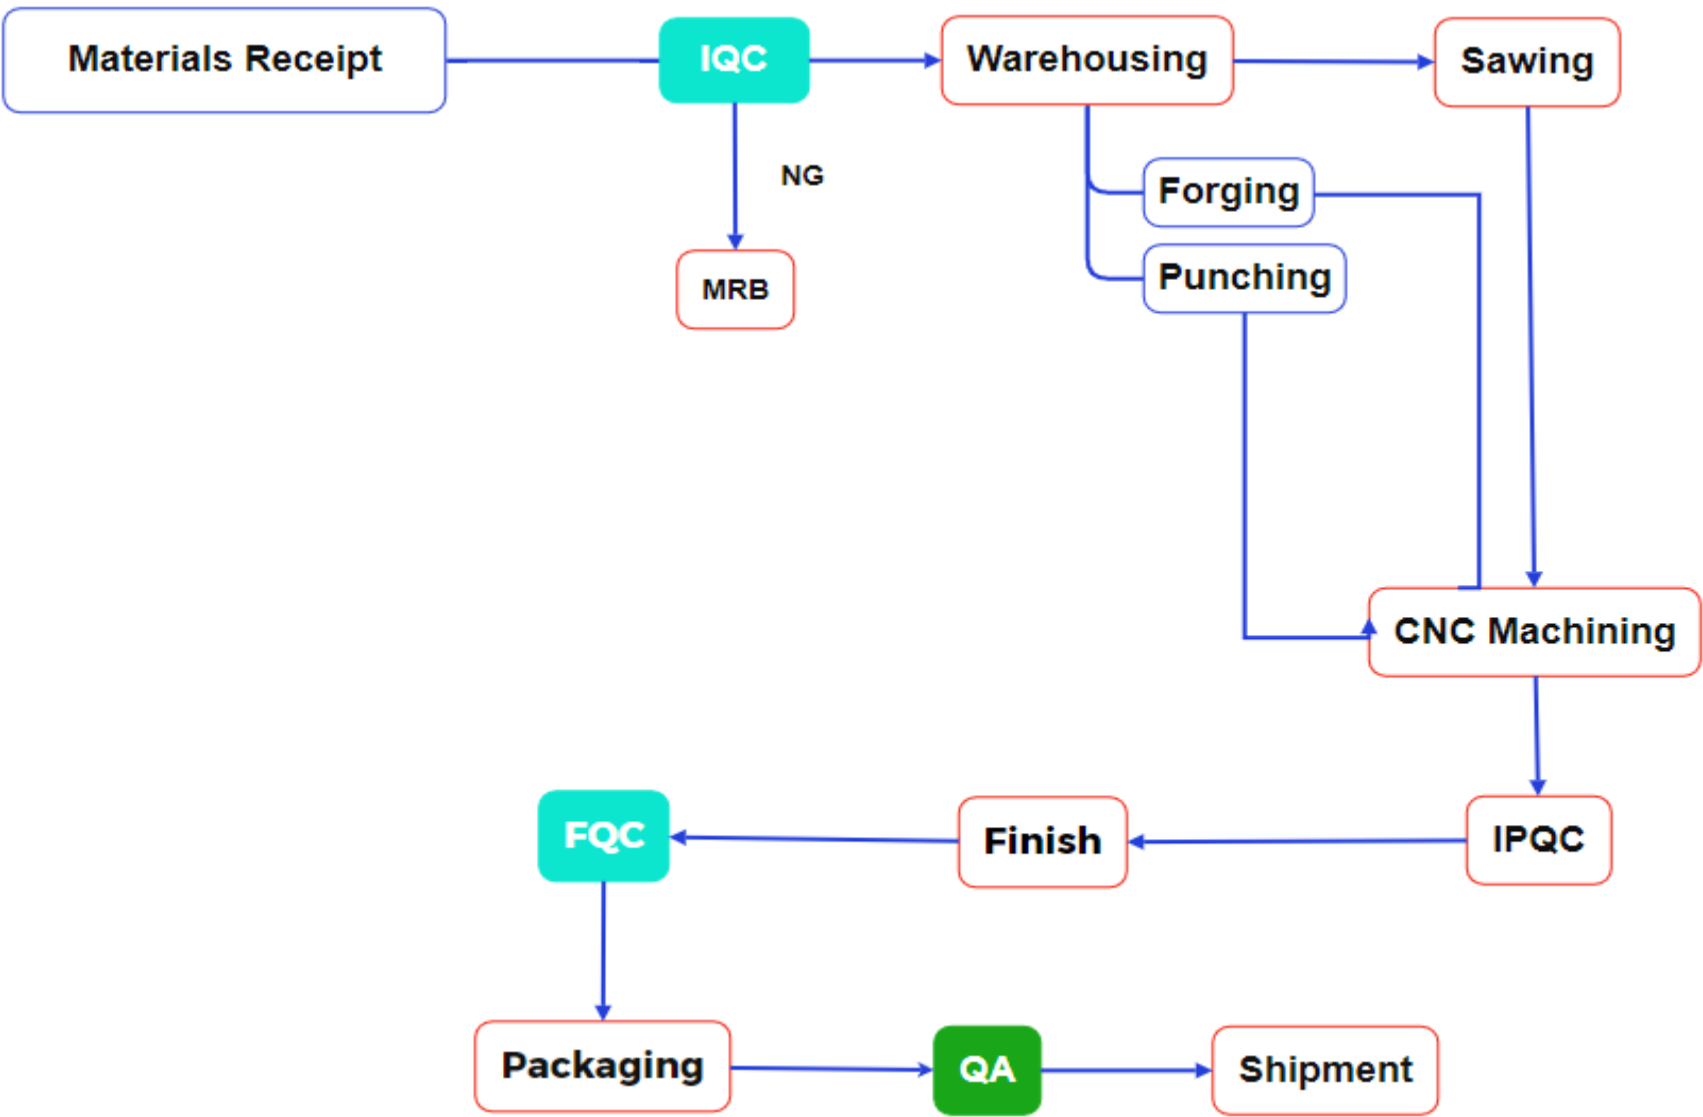 Materials Receipt
IQC
Warehousing
Sawing
NG
Forging
Punching
MRB
CNC Machining
FQC
Finish
IPQC
Packaging
QA
Shipment